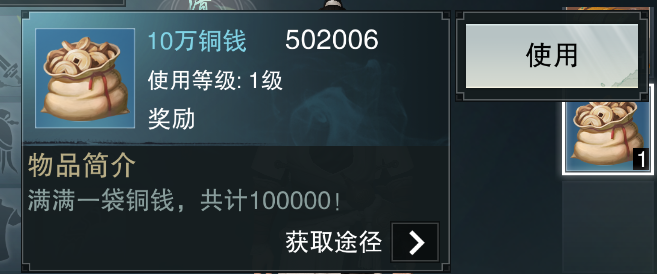 10万铜钱 502006
使用等级: 1级
奖励
物品简介
满满一袋铜钱，共计100000！
获取途径
使用
1